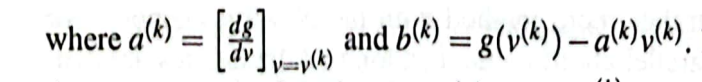 where a^(k) = [dg/dv]_{v=v^(k)} and b^(k) = g(v^(k)) – a^(k) v^(k).